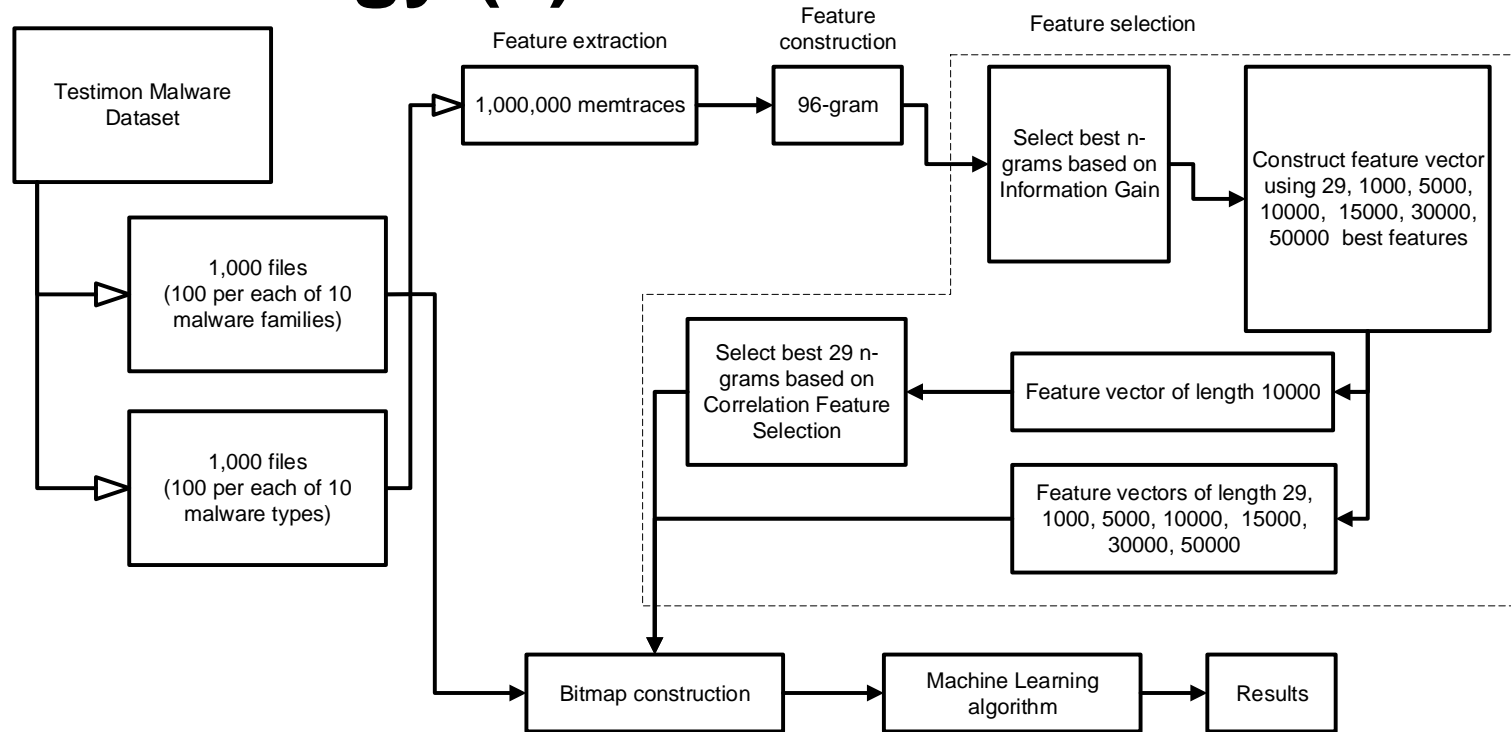 Feature extraction
Feature
construction
Feature selection
Testimon Malware
Dataset
1,000,000 memtraces
96-gram
Select best n-
grams based on
Information Gain
Construct feature vector
using 29, 1000, 5000,
10000, 15000, 30000,
50000 best features
1,000 files
(100 per each of 10
malware families)
Select best 29 n-
grams based on
Correlation Feature
Selection
Feature vector of length 10000
1,000 files
(100 per each of 10
malware types)
Feature vectors of length 29,
1000, 5000, 10000, 15000,
30000, 50000
Bitmap construction
Machine Learning
algorithm
Results